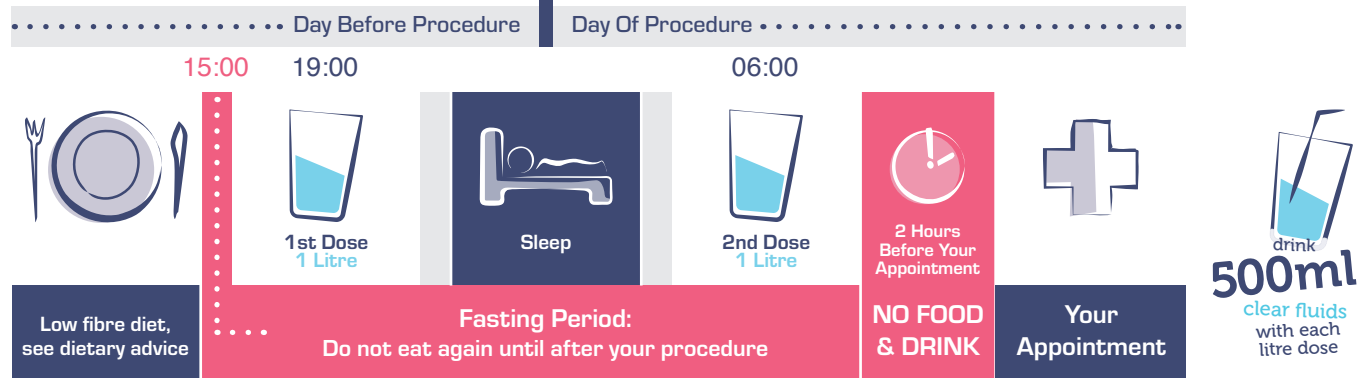 Day Before Procedure
Day Of Procedure
15:00
19:00
06:00
1st Dose
1 Litre
Sleep
2nd Dose
1 Litre
2 Hours
Before Your
Appointment
Low fibre diet,
see dietary advice
Fasting Period:
Do not eat again until after your procedure
NO FOOD
& DRINK
Your
Appointment
drink
500ml
clear fluids
with each
litre dose